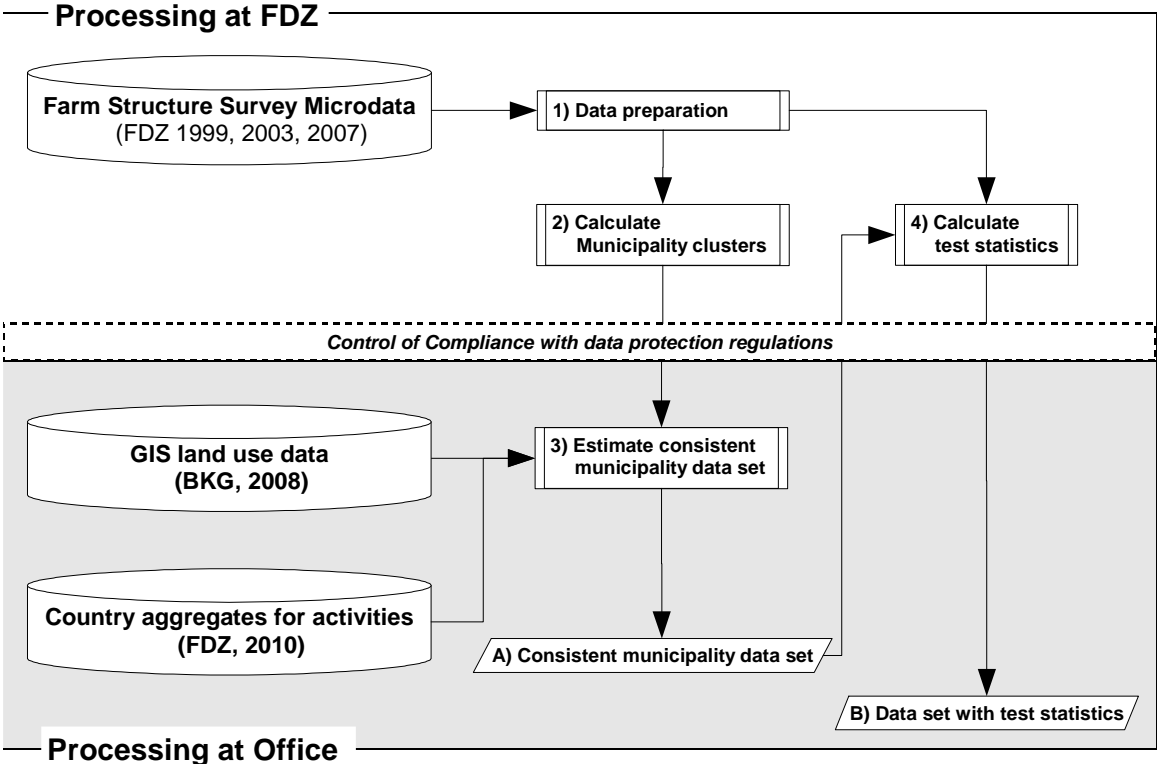 Processing at FDZ
Farm Structure Survey Microdata
(FDZ 1999, 2003, 2007)
1) Data preparation
2) Calculate
Municipality clusters
4) Calculate
test statistics
Control of Compliance with data protection regulations
GIS land use data
(BKG, 2008)
3) Estimate consistent
municipality data set
Country aggregates for activities
(FDZ, 2010)
A) Consistent municipality data set
B) Data set with test statistics
Processing at Office